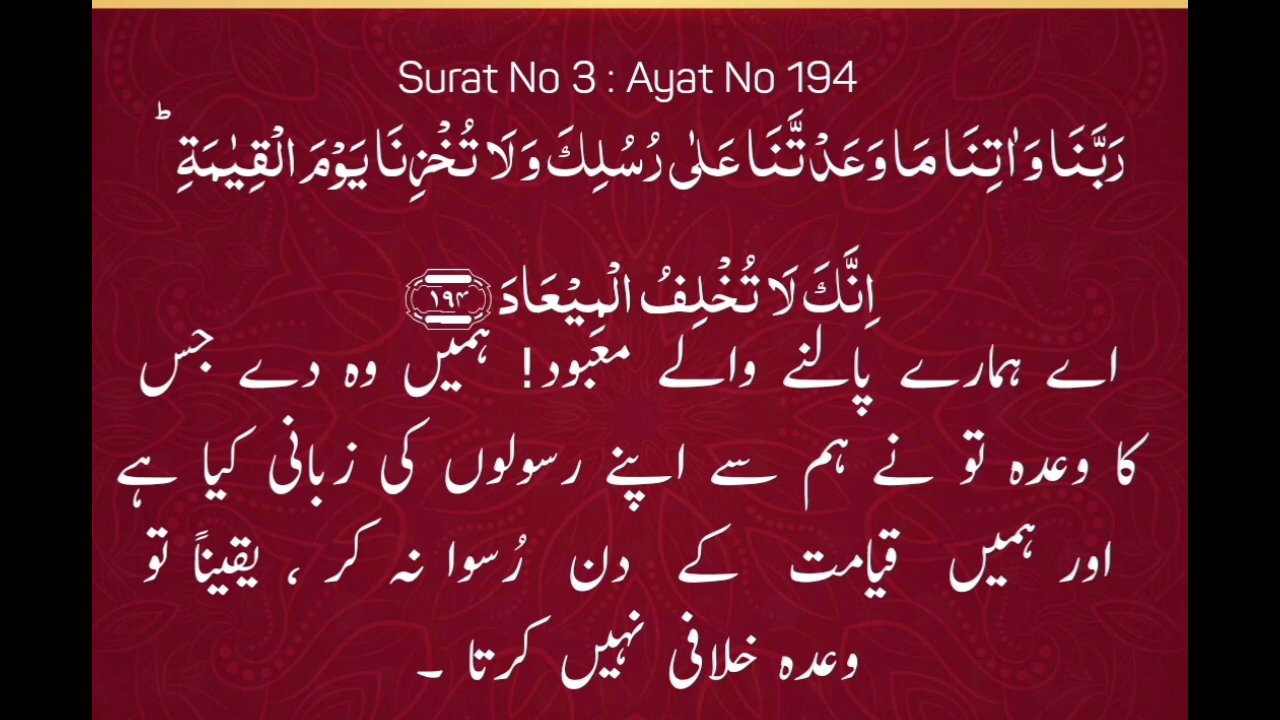 Surat No 3 : Ayat No 194
رَبَّنَا وَاٰتِنَا مَا وَعَدْتَّنَا عَلٰى رُسُلِكَ وَلَا تُخْزِنَا يَوْمَ الْقِيٰمَةِ ؕ
اِنَّكَ لَا تُخْلِفُ الْمِيْعَادَ ﴿۱۹۴﴾
اے ہمارے پالنے والے معبود! ہمیں وہ دے جس
کا وعدہ تو نے ہم سے اپنے رسولوں کی زبانی کیا ہے
اور ہمیں قیامت کے دن رُسوا نہ کر ، یقیناً تو
وعدہ خلافی نہیں کرتا ۔